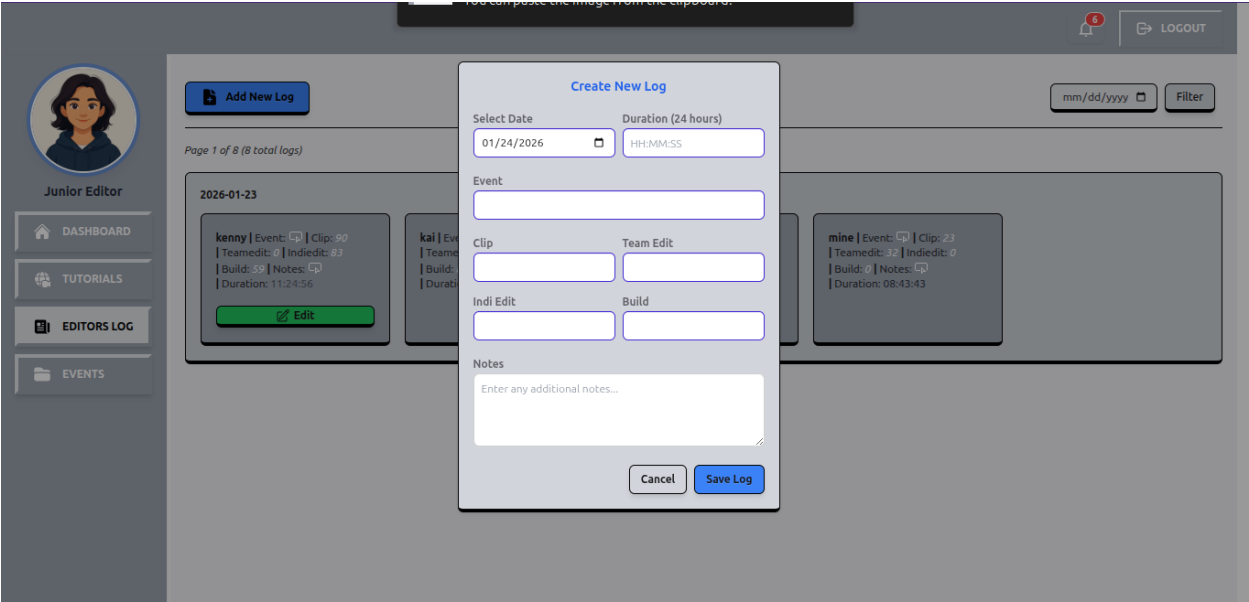 You can paste the image from the clipboard.
6
LOGOUT
Junior Editor
DASHBOARD
TUTORIALS
EDITORS LOG
EVENTS
Add New Log
mm/dd/yyyy
Filter
Page 1 of 8 (8 total logs)
2026-01-23
kenny | Event: | Clip: 90
| Teamedit: 0 | Indiedit: 83
| Build: 59 | Notes:
| Duration: 11:24:56
Edit
kai | Eve
| Teame
| Build:
| Durati
mine | Event: | Clip: 23
| Teamedit: 32 | Indiedit: 0
| Build: 0 | Notes:
| Duration: 08:43:43
Create New Log
Select Date
Duration (24 hours)
01/24/2026
HH:MM:SS
Event
Clip
Team Edit
Indi Edit
Build
Notes
Enter any additional notes...
Cancel
Save Log